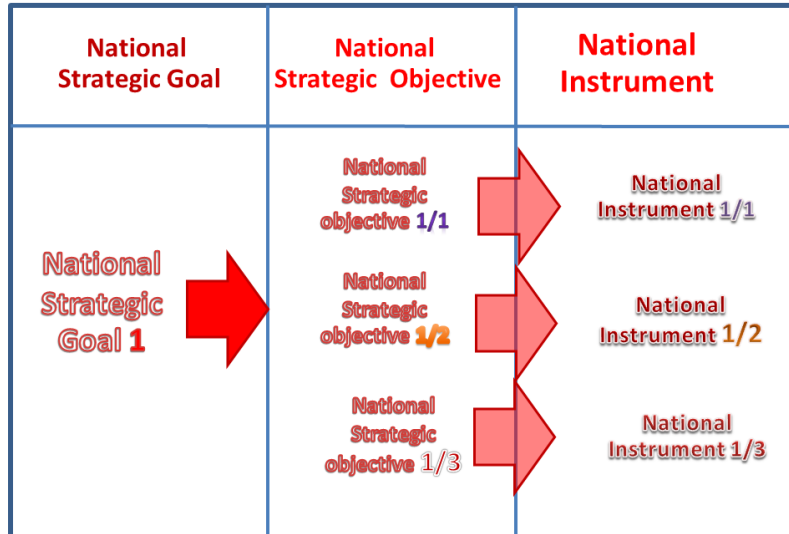 National
Strategic Goal
National
Strategic Objective
National
Instrument
National
Strategic
Goal 1
National
Strategic
objective 1/1
National
Instrument 1/1
National
Strategic
objective 1/2
National
Instrument 1/2
National
Strategic
objective 1/3
National
Instrument 1/3